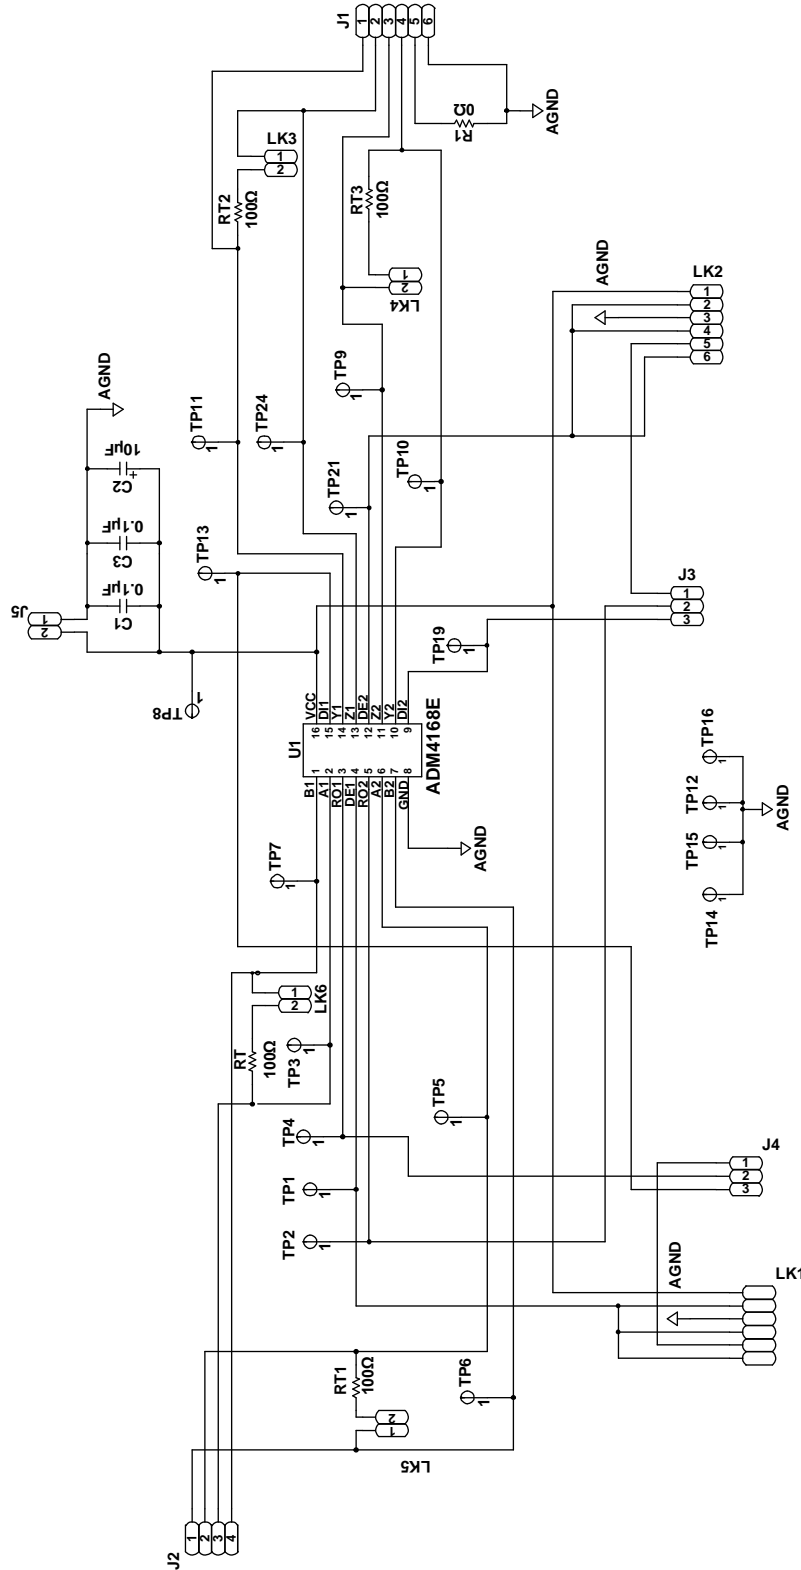 J1
1
2
3
4
5
6
R1
0Ω
AGND
LK3
1
2
RT2
100Ω
RT3
100Ω
1
2
LK4
AGND
LK2
1
2
3
4
5
6
AGND
10µF
C2
0.1µF
C3
0.1µF
C1
J5
1
2
TP8
1
TP11
1
TP24
1
TP13
1
TP9
1
TP21
1
TP10
1
TP19
1
J3
1
2
3
U1
ADM4168E
16 VCC
15 DI1
14 Y1
13 Z1
12 DE2
11 Z2
10 Y2
9 DI2
1 B1
2 A1
3 RO1
4 DE1
5 RO2
6 A2
7 B2
8 GND
AGND
TP16
1
TP12
1
TP15
1
TP14
1
AGND
TP7
1
LK6
1
2
RT
100Ω
TP3
1
TP4
1
TP1
1
TP2
1
TP5
1
TP6
1
J4
1
2
3
AGND
LK1
RT1
100Ω
2
1
LK5
J2
1
2
3
4